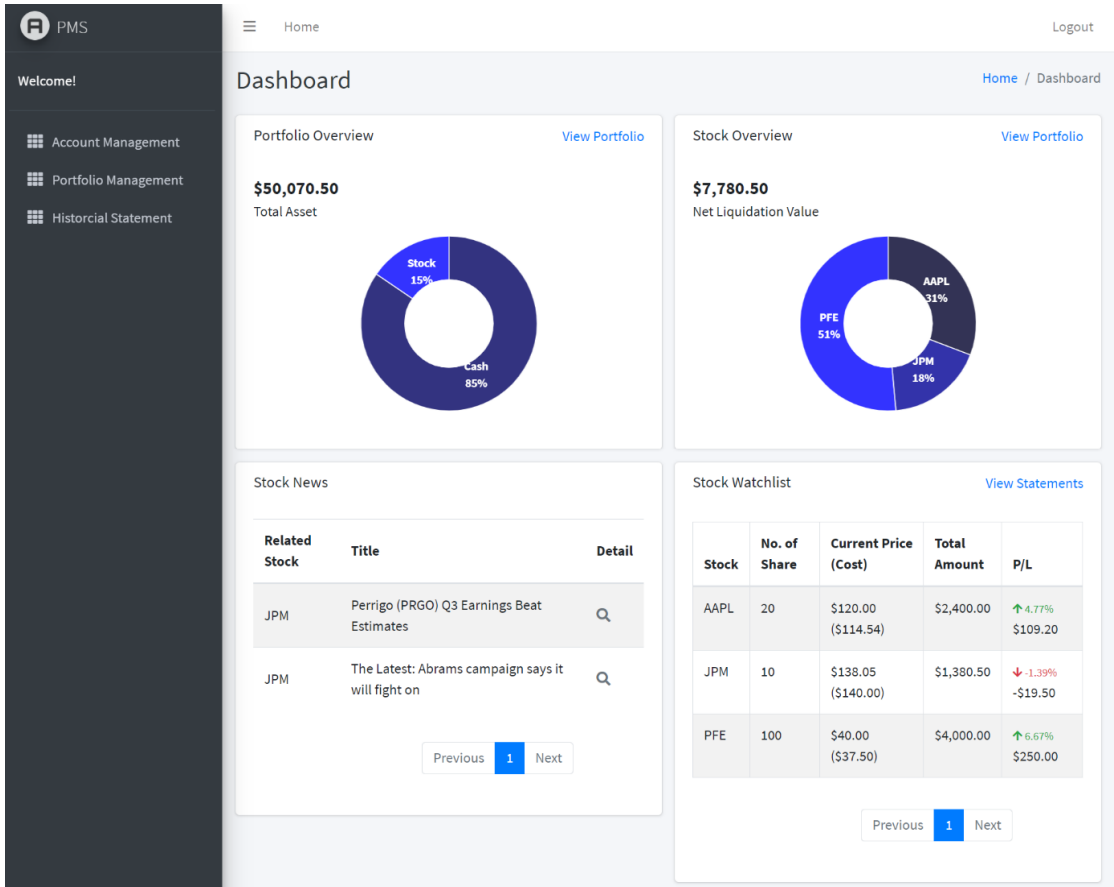 A PMS
Home
Logout
Welcome!
Account Management
Portfolio Management
Historcial Statement
Dashboard
Home / Dashboard
Portfolio Overview
View Portfolio
$50,070.50
Total Asset
Stock
15%
Cash
85%
Stock Overview
View Portfolio
$7,780.50
Net Liquidation Value
AAPL
31%
PFE
51%
JPM
18%
Stock News
Related
Stock
Title
Detail
JPM
Perrigo (PRGO) Q3 Earnings Beat
Estimates
JPM
The Latest: Abrams campaign says it
will fight on
Previous 1 Next
Stock Watchlist
View Statements
Stock
No. of
Share
Current Price
(Cost)
Total
Amount
P/L
AAPL
20
$120.00
($114.54)
$2,400.00
4.77%
$109.20
JPM
10
$138.05
($140.00)
$1,380.50
-1.39%
-$19.50
PFE
100
$40.00
($37.50)
$4,000.00
6.67%
$250.00
Previous 1 Next